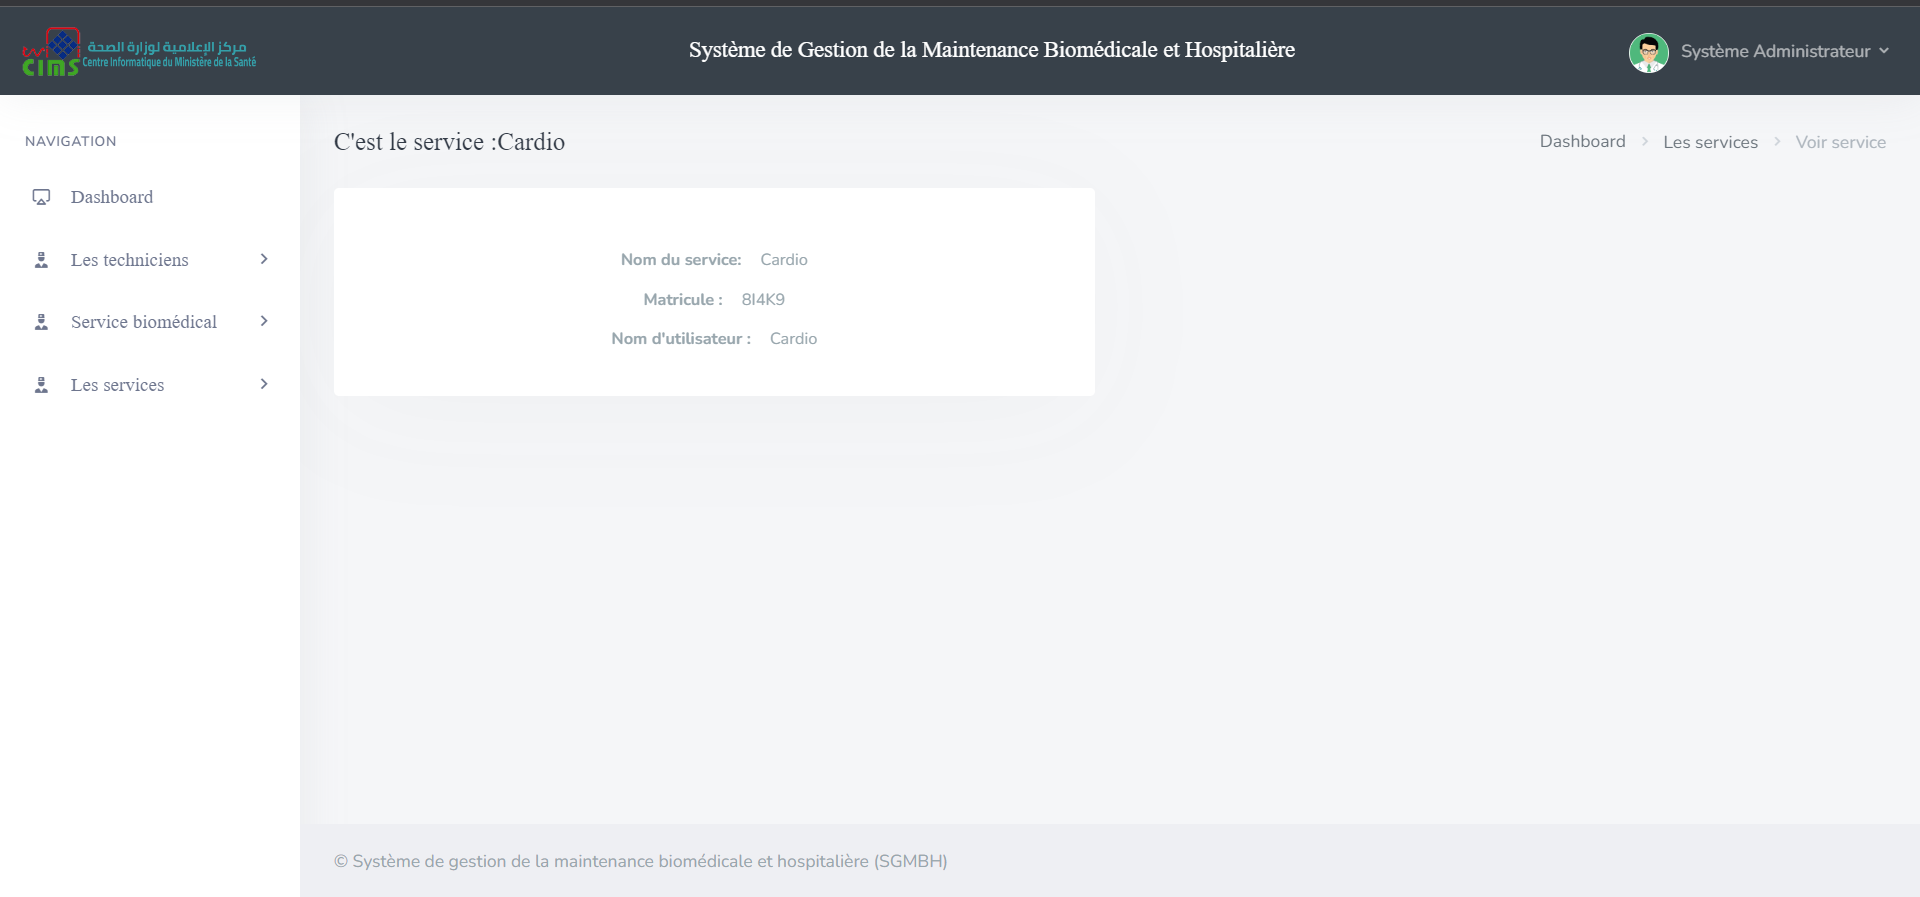 مركز الإعلامية لوزارة الصحة
CIMS Centre Informatique du Ministère de la Santé
Système de Gestion de la Maintenance Biomédicale et Hospitalière
Système Administrateur
NAVIGATION
Dashboard
Les techniciens
Service biomédical
Les services
C'est le service :Cardio
Dashboard > Les services > Voir service
Nom du service: Cardio
Matricule : 8I4K9
Nom d'utilisateur : Cardio
© Système de gestion de la maintenance biomédicale et hospitalière (SGMBH)